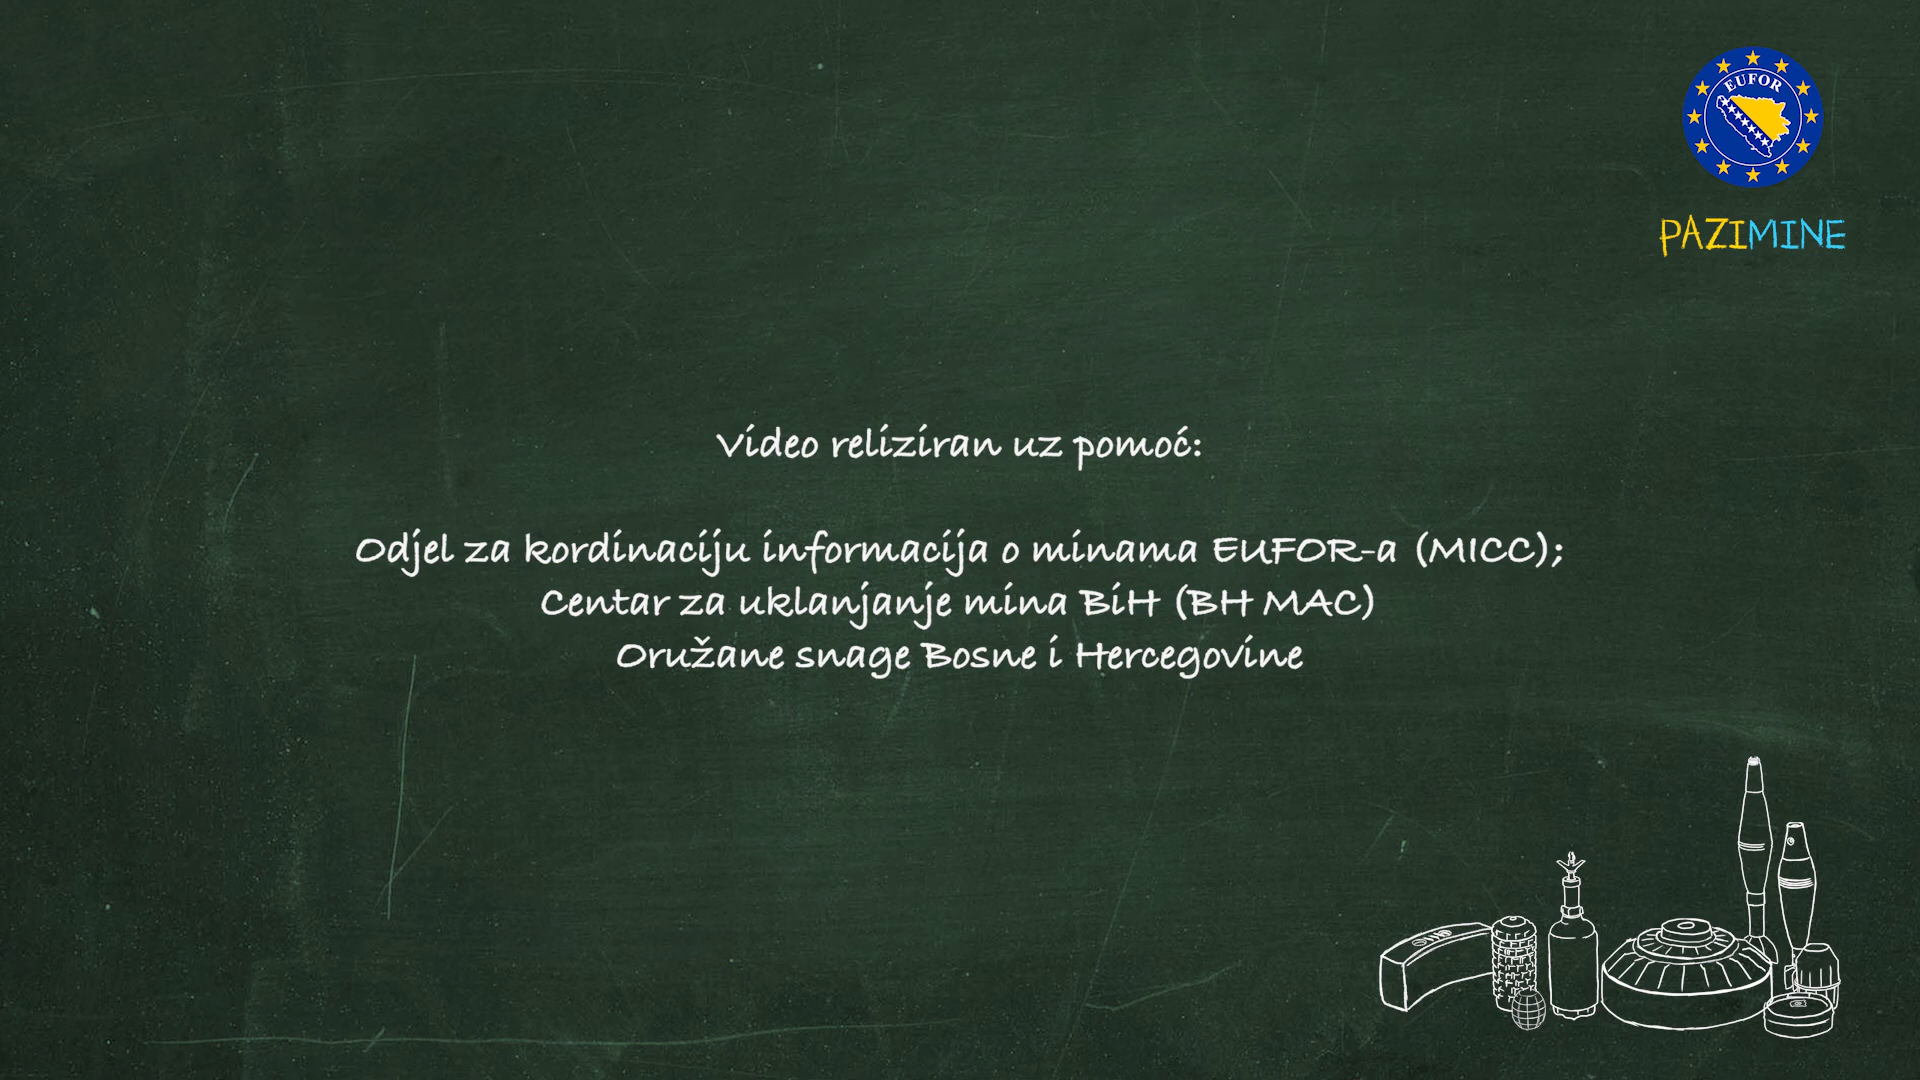 EUFOR
PAZIMINE
Video reliziran uz pomoć:
Odjel za kordinaciju informacija o minama EUFOR-a (MICC);
Centar za uklanjanje mina BiH (BH MAC)
Oružane snage Bosne i Hercegovine